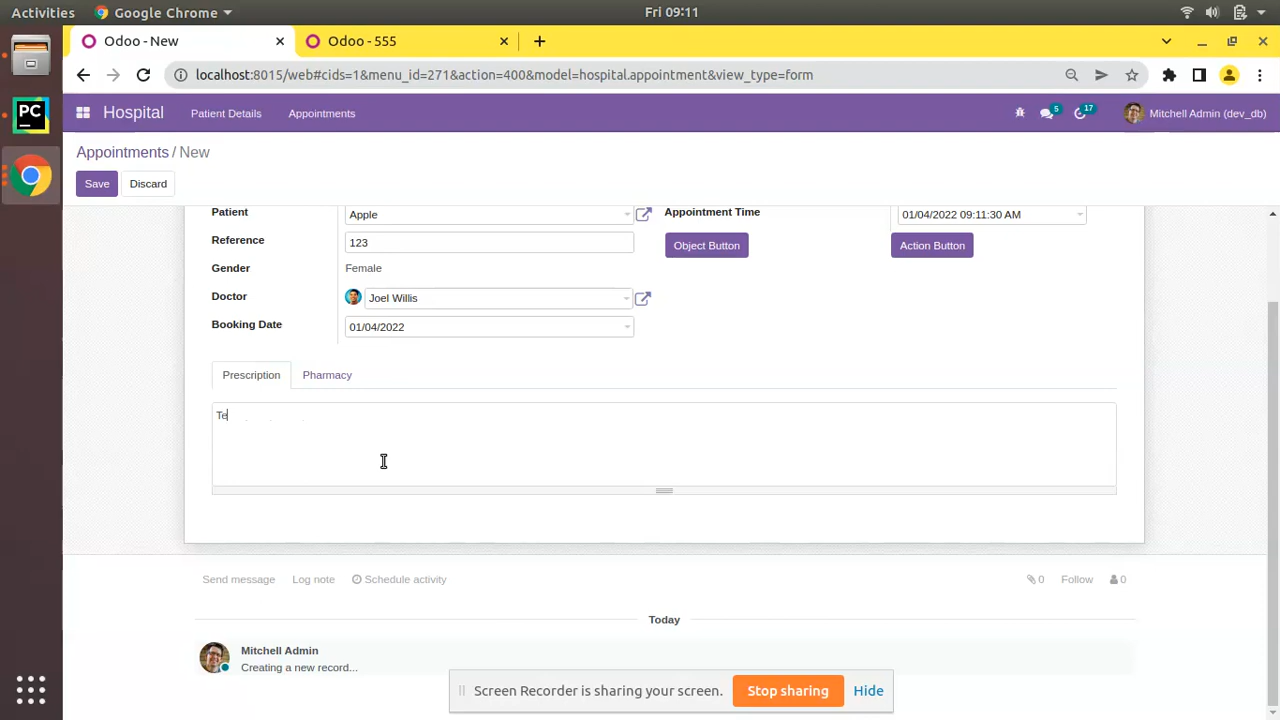 Activities Google Chrome Fri 09:11
Odoo - New Odoo - 555
localhost:8015/web#cids=1&menu_id=271&action=400&model=hospital.appointment&view_type=form
Hospital Patient Details Appointments 5 17 Mitchell Admin (dev_db)
Appointments / New
Save Discard
Patient Apple Appointment Time 01/04/2022 09:11:30 AM
Reference 123 Object Button Action Button
Gender Female
Doctor Joel Willis
Booking Date 01/04/2022
Prescription Pharmacy
Te
Send message Log note Schedule activity 0 Follow 0
Today
Mitchell Admin
Creating a new record...
Screen Recorder is sharing your screen. Stop sharing Hide
PC